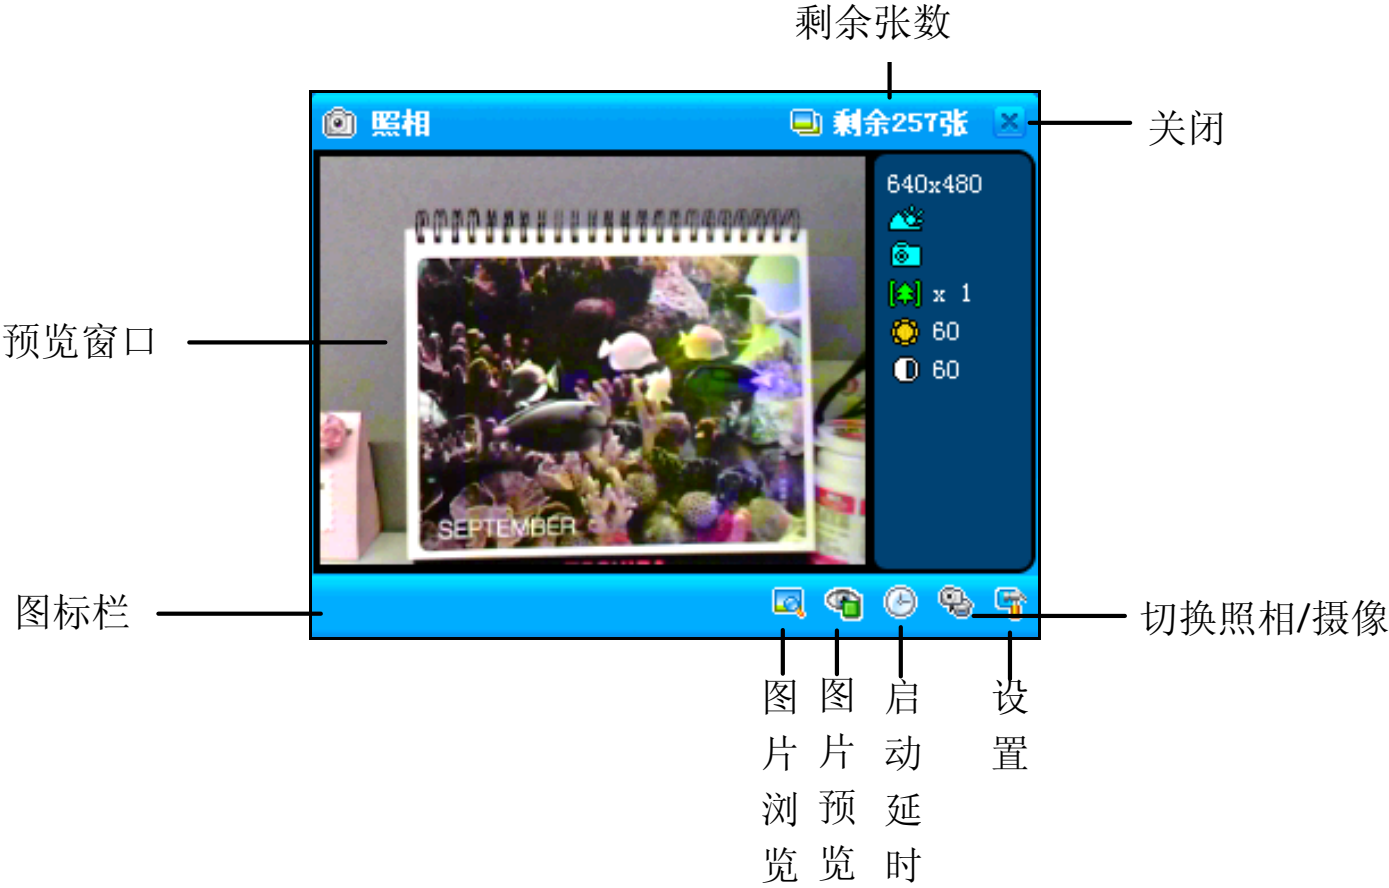 剩余张数
照相
剩余257张
关闭
640x480
x 1
60
60
预览窗口
SEPTEMBER
图标栏
切换照相/摄像
图片浏览
图片预览
启动延时
设置